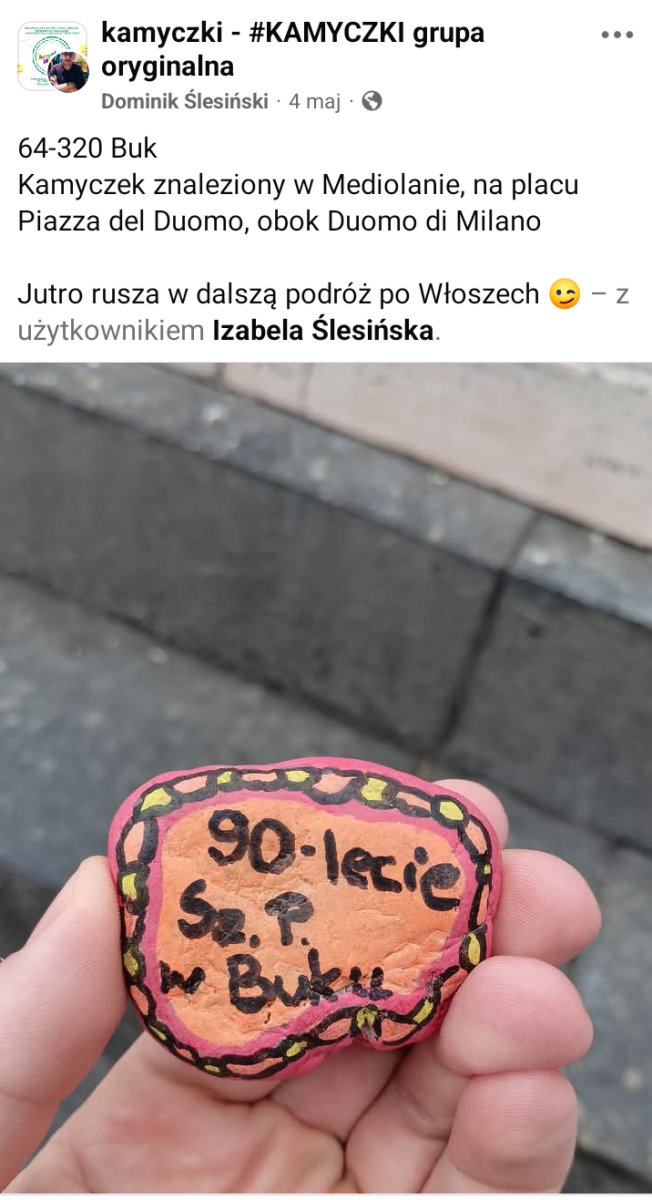 kamyczki - #KAMYCZKI grupa
oryginalna
Dominik Ślesiński · 4 maj ·
64-320 Buk
Kamyczek znaleziony w Mediolanie, na placu
Piazza del Duomo, obok Duomo di Milano
Jutro rusza w dalszą podróż po Włoszech 😉 – z
użytkownikiem Izabela Ślesińska.
90-lecie
Sz. P.
w Buku